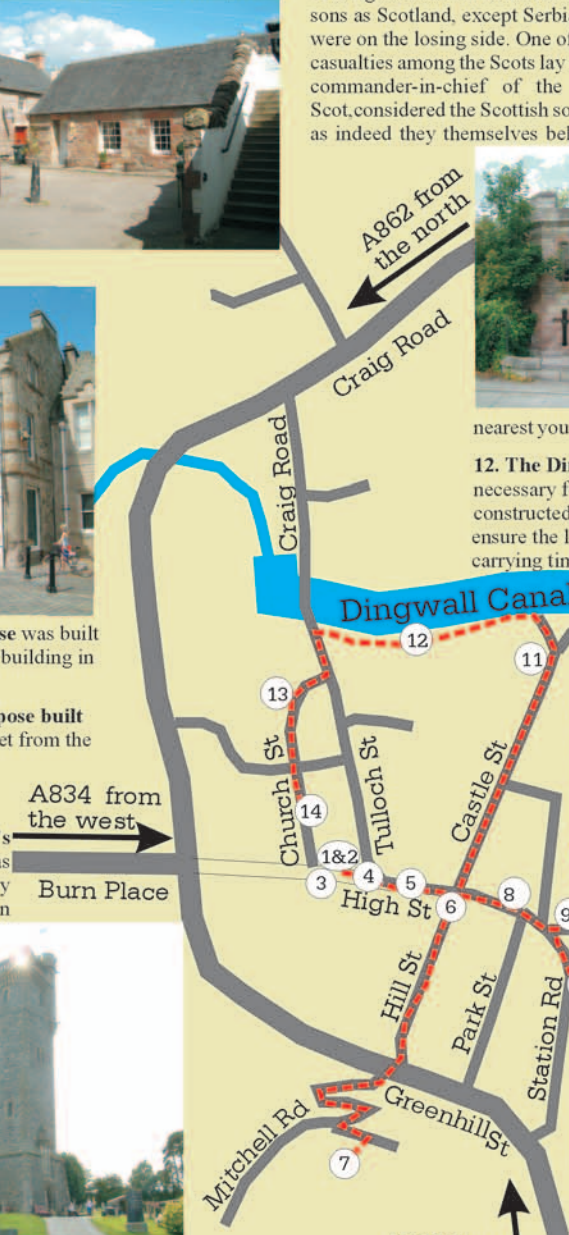 sons as Scotland, except Serbia
were on the losing side. One of
casualties among the Scots lay
commander-in-chief of the
Scot,considered the Scottish so
as indeed they themselves bel
A862 from
the north
Craig Road
Craig Road
nearest you
12. The Di
necessary f
constructed
ensure the l
carrying tim
Dingwall Canal
12
11
13
se was built
building in
pose built
et from the
A834 from
the west
's
as
y
n
Burn Place
Church St
14
Tulloch St
Castle St
1&2
3
4
5
High St
6
8
9
Hill St
Park St
Station Rd
Greenhill St
Mitchell Rd
7